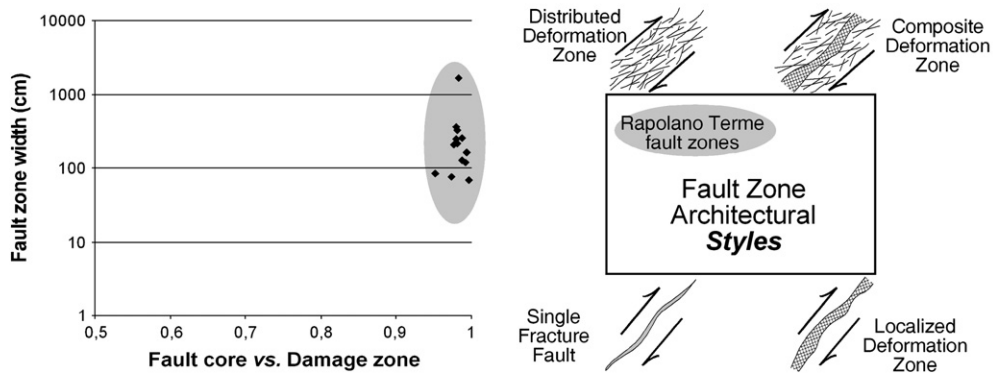 10000
1000
100
10
1
Fault zone width (cm)
0,5 0,6 0,7 0,8 0,9 1
Fault core vs. Damage zone
Distributed
Deformation
Zone
Composite
Deformation
Zone
Rapolano Terme
fault zones
Fault Zone
Architectural
Styles
Single
Fracture
Fault
Localized
Deformation
Zone